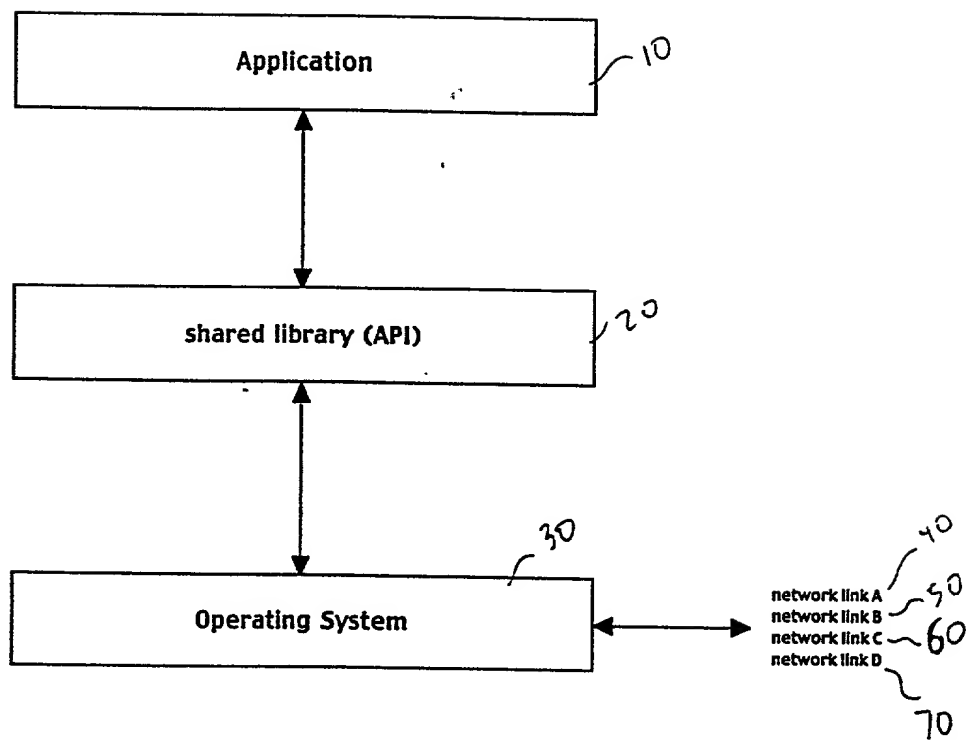 Application
10
shared library (API)
20
30
Operating System
40
network link A
50
network link B
network link C
60
network link D
70